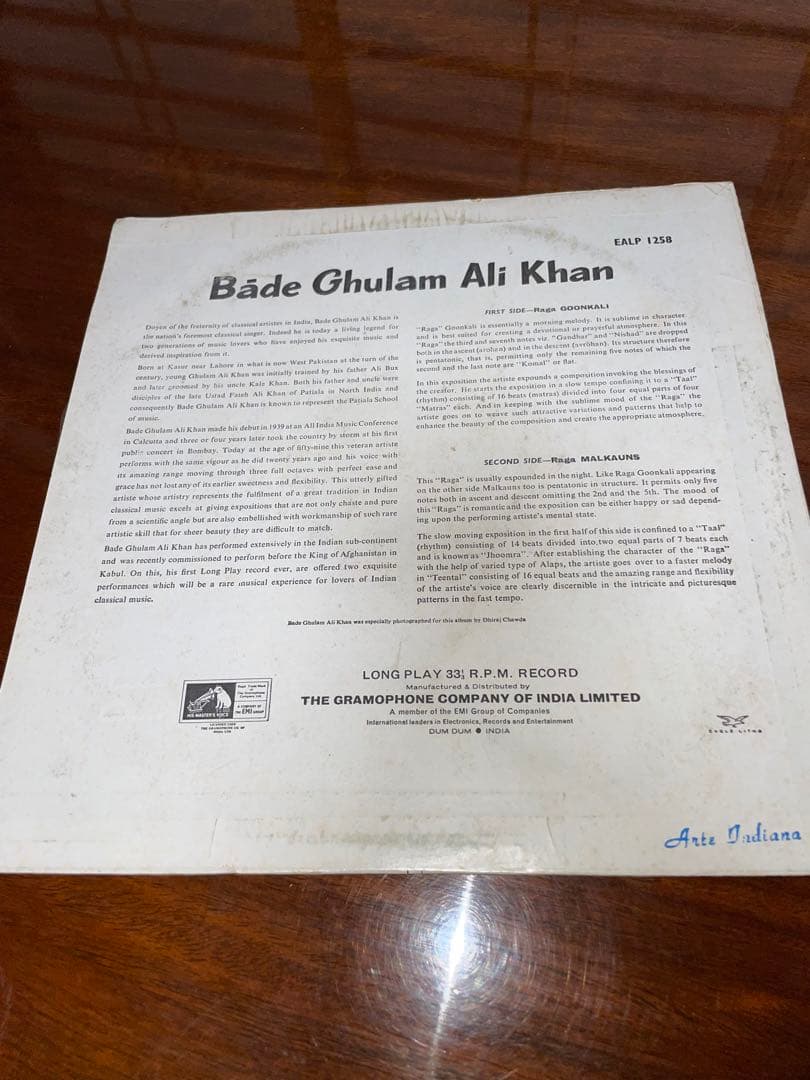 EALP 1258
Bāde Ghulam Ali Khan
Doyen of the fraternity of classical artistes in India, Bade Ghulam Ali Khan is
the nation's foremost classical singer. Indeed he is today a living legend for
two generations of music lovers who have enjoyed his exquisite music and
derived inspiration from it.
Born at Kasur near Lahore in what is now West Pakistan at the turn of the
century, young Ghulam Ali Khan was initially trained by his father Ali Bux
and later groomed by his uncle Kale Khan. Both his father and uncle were
disciples of the late Ustad Fateh Ali Khan of Patiala in North India and
consequently Bade Ghulam Ali Khan is known to represent the Patiala School
of music.
Bade Ghulam Ali Khan made his debut in 1939 at an All India Music Conference
in Calcutta and three or four years later took the country by storm at his first
public concert in Bombay. Today at the age of fifty-nine this veteran artiste
performs with the same vigour as he did twenty years ago and his voice with
its amazing range moving through three full octaves with perfect ease and
grace has not lost any of its earlier sweetness and flexibility. This utterly gifted
artiste whose artistry represents the fulfilment of a great tradition in Indian
classical music excels at giving expositions that are not only chaste and pure
from a scientific angle but are also embellished with workmanship of such rare
artistic skill that for sheer beauty they are difficult to match.
Bade Ghulam Ali Khan has performed extensively in the Indian sub-continent
and was recently commissioned to perform before the King of Afghanistan in
Kabul. On this, his first Long Play record ever, are offered two exquisite
performances which will be a rare musical experience for lovers of Indian
classical music.
FIRST SIDE—Raga GOONKALI
"Raga" Goonkali is essentially a morning melody. It is sublime in character
and is best suited for creating a devotional or prayerful atmosphere. In this
"Raga" the third and seventh notes viz. "Gandhar" and "Nishad" are dropped
both in the ascent (arohan) and in the descent (avrohan). Its structure therefore
is pentatonic, that is, permitting only the remaining five notes of which the
second and the last note are "Komal" or flat.
In this exposition the artiste expounds a composition invoking the blessings of
the creator. He starts the exposition in a slow tempo confining it to a "Taal"
(rhythm) consisting of 16 beats (matras) divided into four equal parts of four
"Matras" each. And in keeping with the sublime mood of the "Raga" the
artiste goes on to weave such attractive variations and patterns that help to
enhance the beauty of the composition and create the appropriate atmosphere.
SECOND SIDE—Raga MALKAUNS
This "Raga" is usually expounded in the night. Like Raga Goonkali appearing
on the other side Malkauns too is pentatonic in structure. It permits only five
notes both in ascent and descent omitting the 2nd and the 5th. The mood of
this "Raga" is romantic and the exposition can be either happy or sad depend-
ing upon the performing artiste's mental state.
The slow moving exposition in the first half of this side is confined to a "Taal"
(rhythm) consisting of 14 beats divided into,two equal parts of 7 beats each
and is known as "Jhoomra". After establishing the character of the "Raga"
with the help of varied type of Alaps, the artiste goes over to a faster melody
in "Teental" consisting of 16 equal beats and the amazing range and flexibility
of the artiste's voice are clearly discernible in the intricate and picturesque
patterns in the fast tempo.
Bade Ghulam Ali Khan was especially photographed for this album by Dhiraj Chawda
LONG PLAY 33⅓ R.P.M. RECORD
Manufactured & Distributed by
THE GRAMOPHONE COMPANY OF INDIA LIMITED
A member of the EMI Group of Companies
International leaders in Electronics, Records and Entertainment
DUM DUM ● INDIA
HIS MASTER'S VOICE
A COMPANY OF
THE EMI GROUP
EAGLE LITHO
Arte Indiana